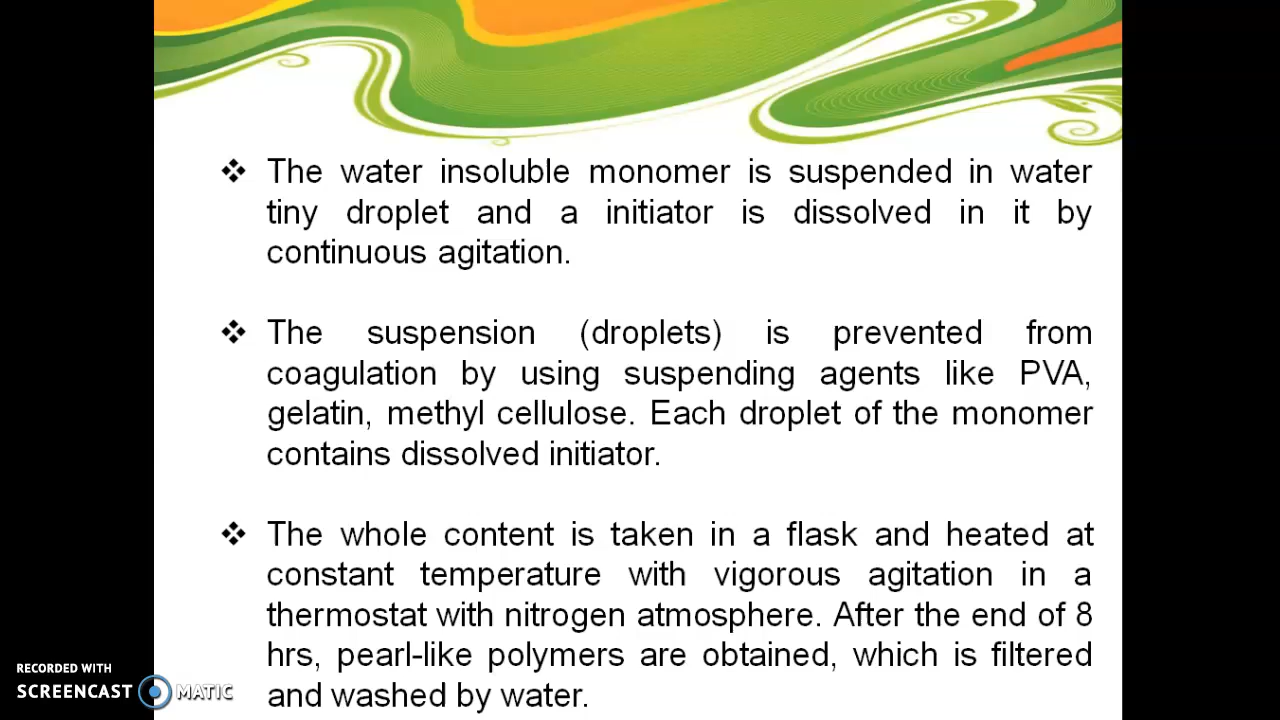 ❖ The water insoluble monomer is suspended in water
tiny droplet and a initiator is dissolved in it by
continuous agitation.
❖ The suspension (droplets) is prevented from
coagulation by using suspending agents like PVA,
gelatin, methyl cellulose. Each droplet of the monomer
contains dissolved initiator.
❖ The whole content is taken in a flask and heated at
constant temperature with vigorous agitation in a
thermostat with nitrogen atmosphere. After the end of 8
hrs, pearl-like polymers are obtained, which is filtered
and washed by water.
RECORDED WITH
SCREENCAST MATIC